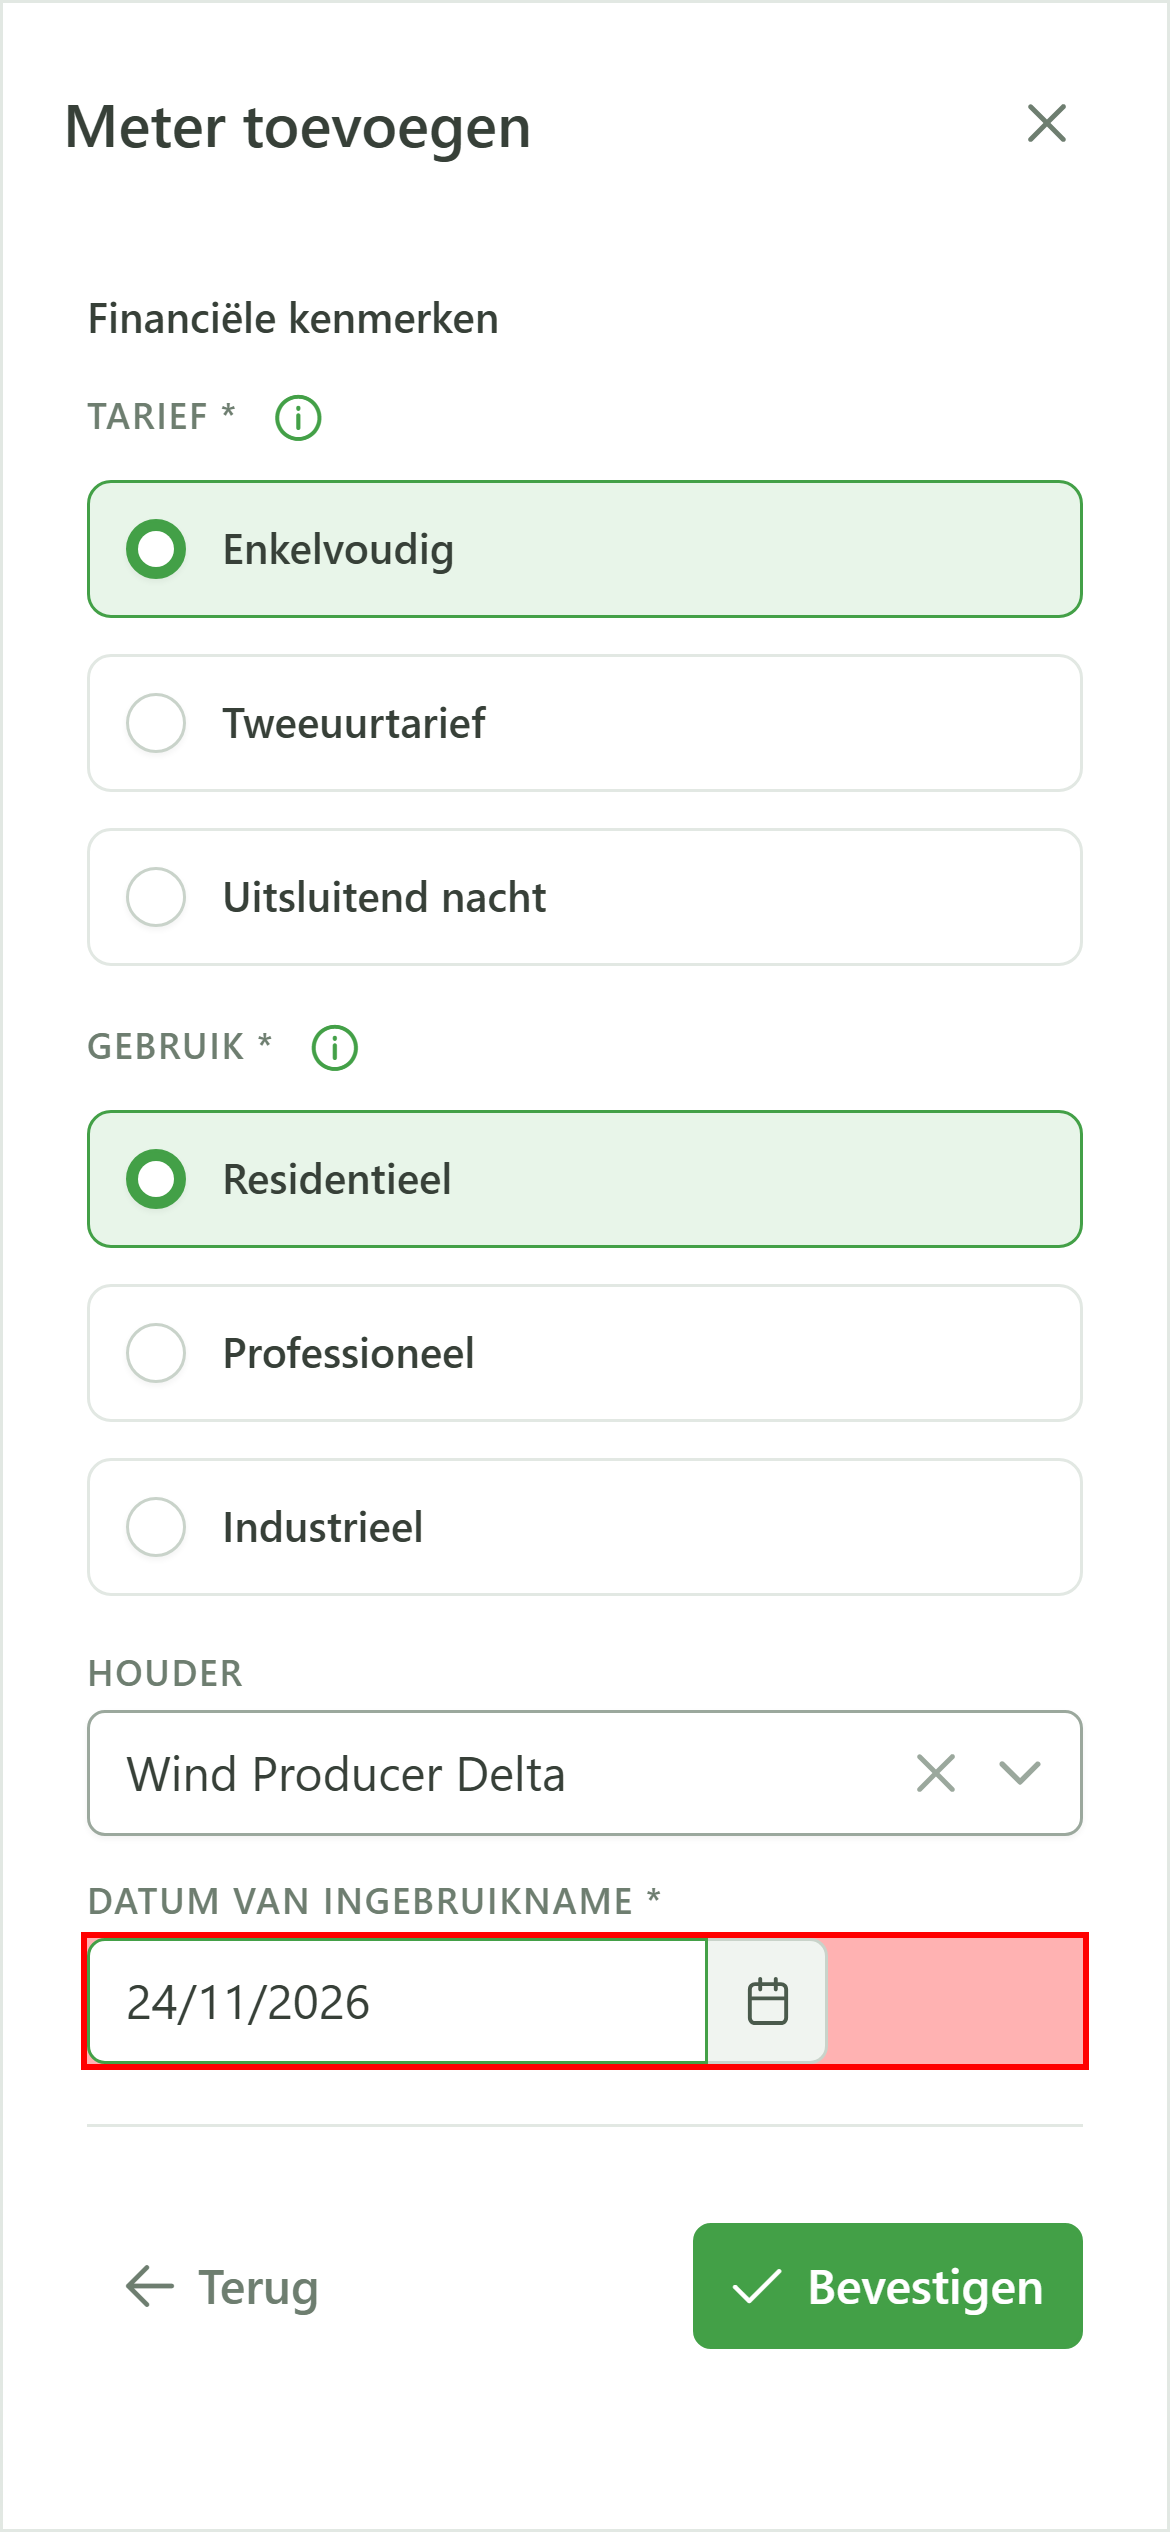 Meter toevoegen
Financiële kenmerken
TARIEF *
Enkelvoudig
Tweeuurtarief
Uitsluitend nacht
GEBRUIK *
Residentieel
Professioneel
Industrieel
HOUDER
Wind Producer Delta
DATUM VAN INGEBRUIKNAME *
24/11/2026
Terug
Bevestigen